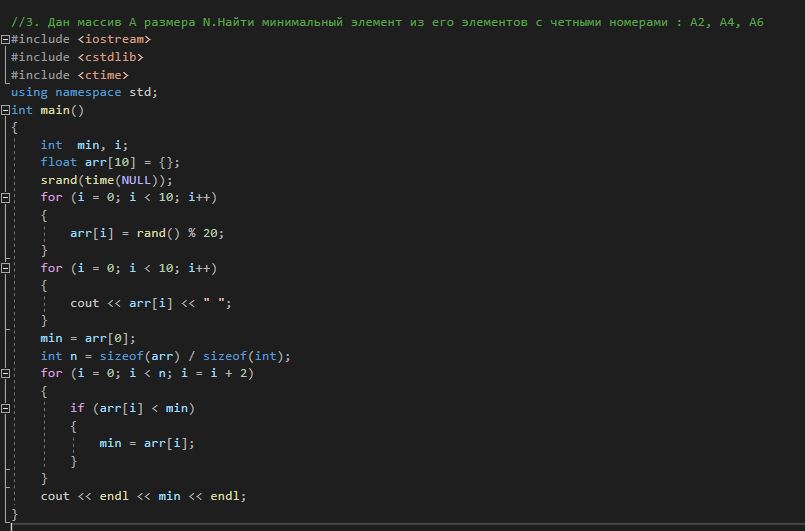 //3. Дан массив А размера N.Найти минимальный элемент из его элементов с четными номерами : А2, А4, А6
#include <iostream>
#include <cstdlib>
#include <ctime>
using namespace std;
int main()
{
    int  min, i;
    float arr[10] = {};
    srand(time(NULL));
    for (i = 0; i < 10; i++)
    {
        arr[i] = rand() % 20;
    }
    for (i = 0; i < 10; i++)
    {
        cout << arr[i] << " ";
    }
    min = arr[0];
    int n = sizeof(arr) / sizeof(int);
    for (i = 0; i < n; i = i + 2)
    {
        if (arr[i] < min)
        {
            min = arr[i];
        }
    }
    cout << endl << min << endl;
}